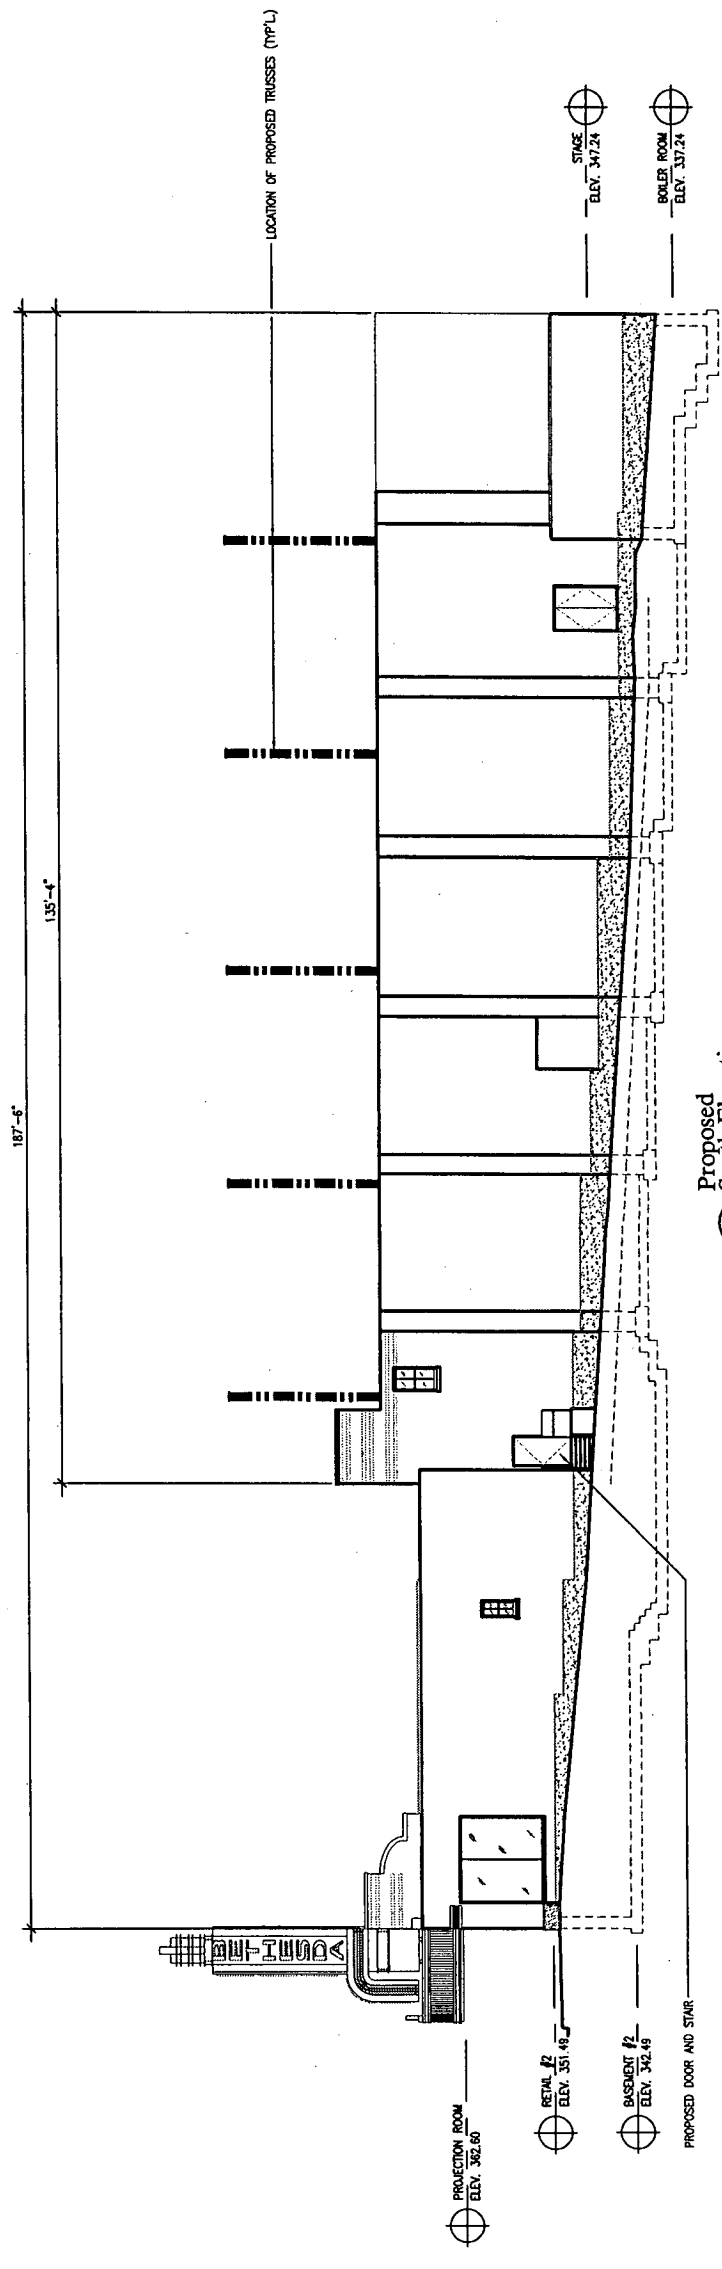 187'-6"
135'-4"
LOCATION OF PROPOSED TRUSSES (TYP'L.)
BETHESDA
PROJECTION ROOM
ELEV. 362.60
RETAIL #2
ELEV. 351.49
BASEMENT #2
ELEV. 342.49
PROPOSED DOOR AND STAIR
STAGE
ELEV. 347.24
BOILER ROOM
ELEV. 337.24
Proposed